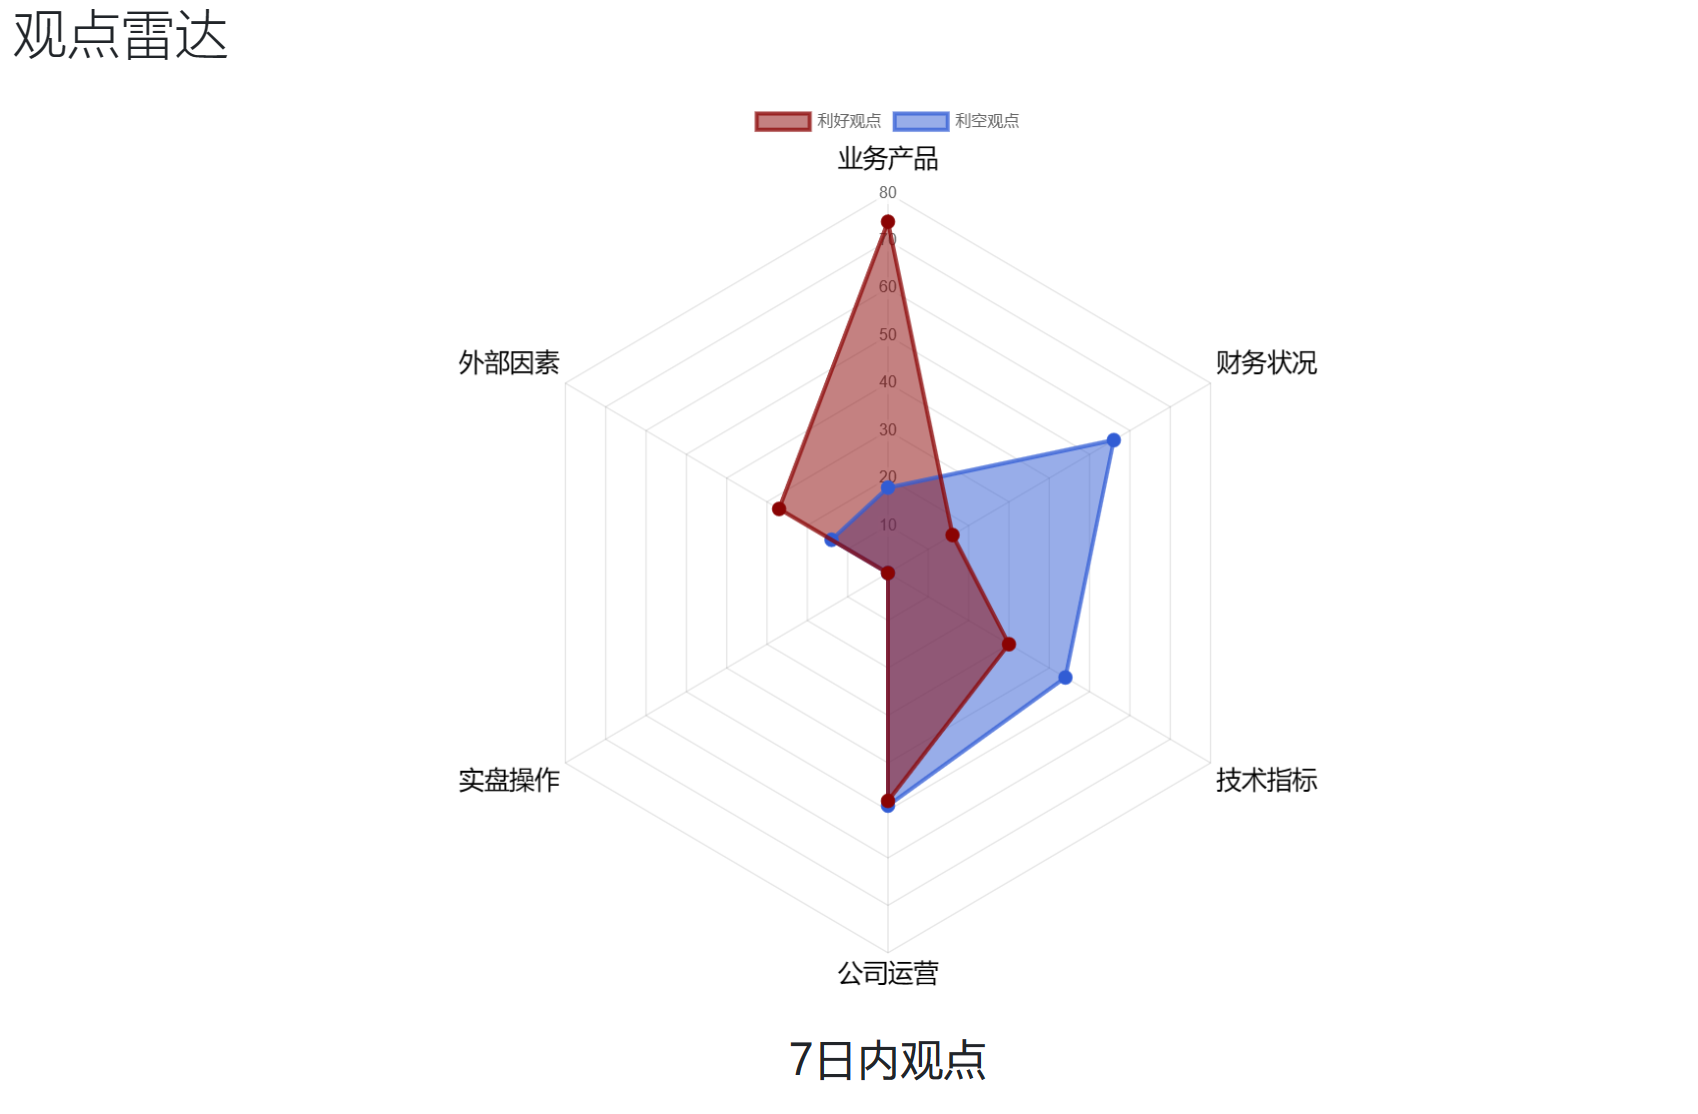 观点雷达
利好观点 利空观点
业务产品
80
70
60
50
40
30
20
10
外部因素
财务状况
实盘操作
技术指标
公司运营
7日内观点